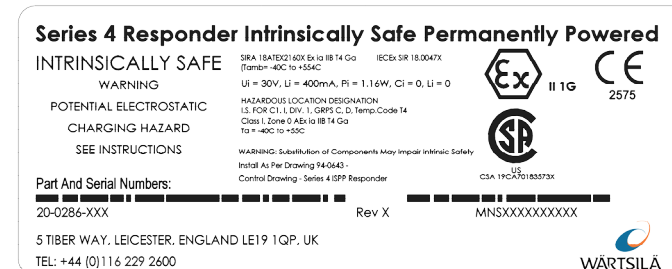 Series 4 Responder Intrinsically Safe Permanently Powered
INTRINSICALLY SAFE
WARNING
POTENTIAL ELECTROSTATIC
CHARGING HAZARD
SEE INSTRUCTIONS
SIRA 18ATEX2160X Ex ia IIB T4 Ga IECEx SIR 18.0047X
(Tamb= -40C to +554C
Ui = 30V, Li = 400mA, Pi = 1.16W, Ci = 0, Li = 0
HAZARDOUS LOCATION DESIGNATION
I.S. FOR C1. I, DIV. 1, GRPS C, D, Temp.Code T4
Class I, Zone 0 AEx ia IIB T4 Ga
Ta = -40C to +55C
WARNING: Substitution of Components May Impair Intrinsic Safety
Install As Per Drawing 94-0643 -
Control Drawing - Series 4 ISPP Responder
Ex II 1G
CE
2575
SA
US
CSA 19CA70183573X
Part And Serial Numbers:
20-0286-XXX Rev X MNSXXXXXXXXXX
5 TIBER WAY, LEICESTER, ENGLAND LE19 1QP, UK
TEL: +44 (0)116 229 2600
WÄRTSILÄ